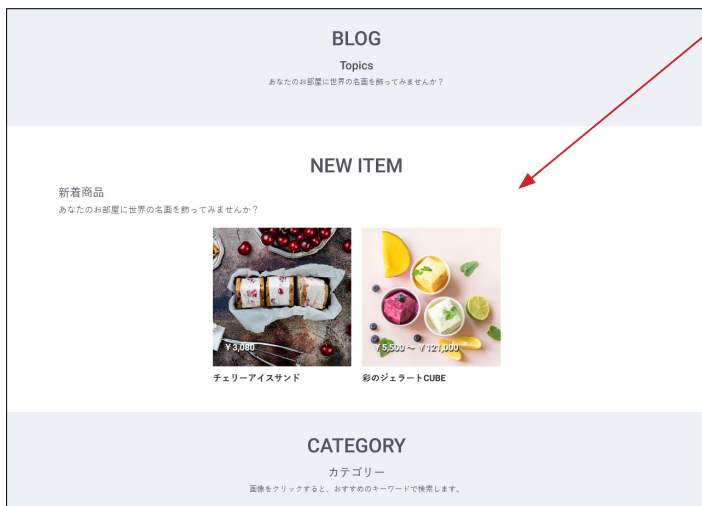 BLOG
Topics
あなたのお部屋に世界の名画を飾ってみませんか？
NEW ITEM
新着商品
あなたのお部屋に世界の名画を飾ってみませんか？
￥3,080
￥5,500 ～ ￥121,000
チェリーアイスサンド
彩のジェラートCUBE
CATEGORY
カテゴリー
画像をクリックすると、おすすめのキーワードで検索します。